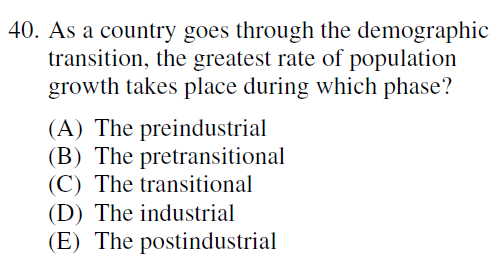 40. As a country goes through the demographic
transition, the greatest rate of population
growth takes place during which phase?
(A) The preindustrial
(B) The pretransitional
(C) The transitional
(D) The industrial
(E) The postindustrial